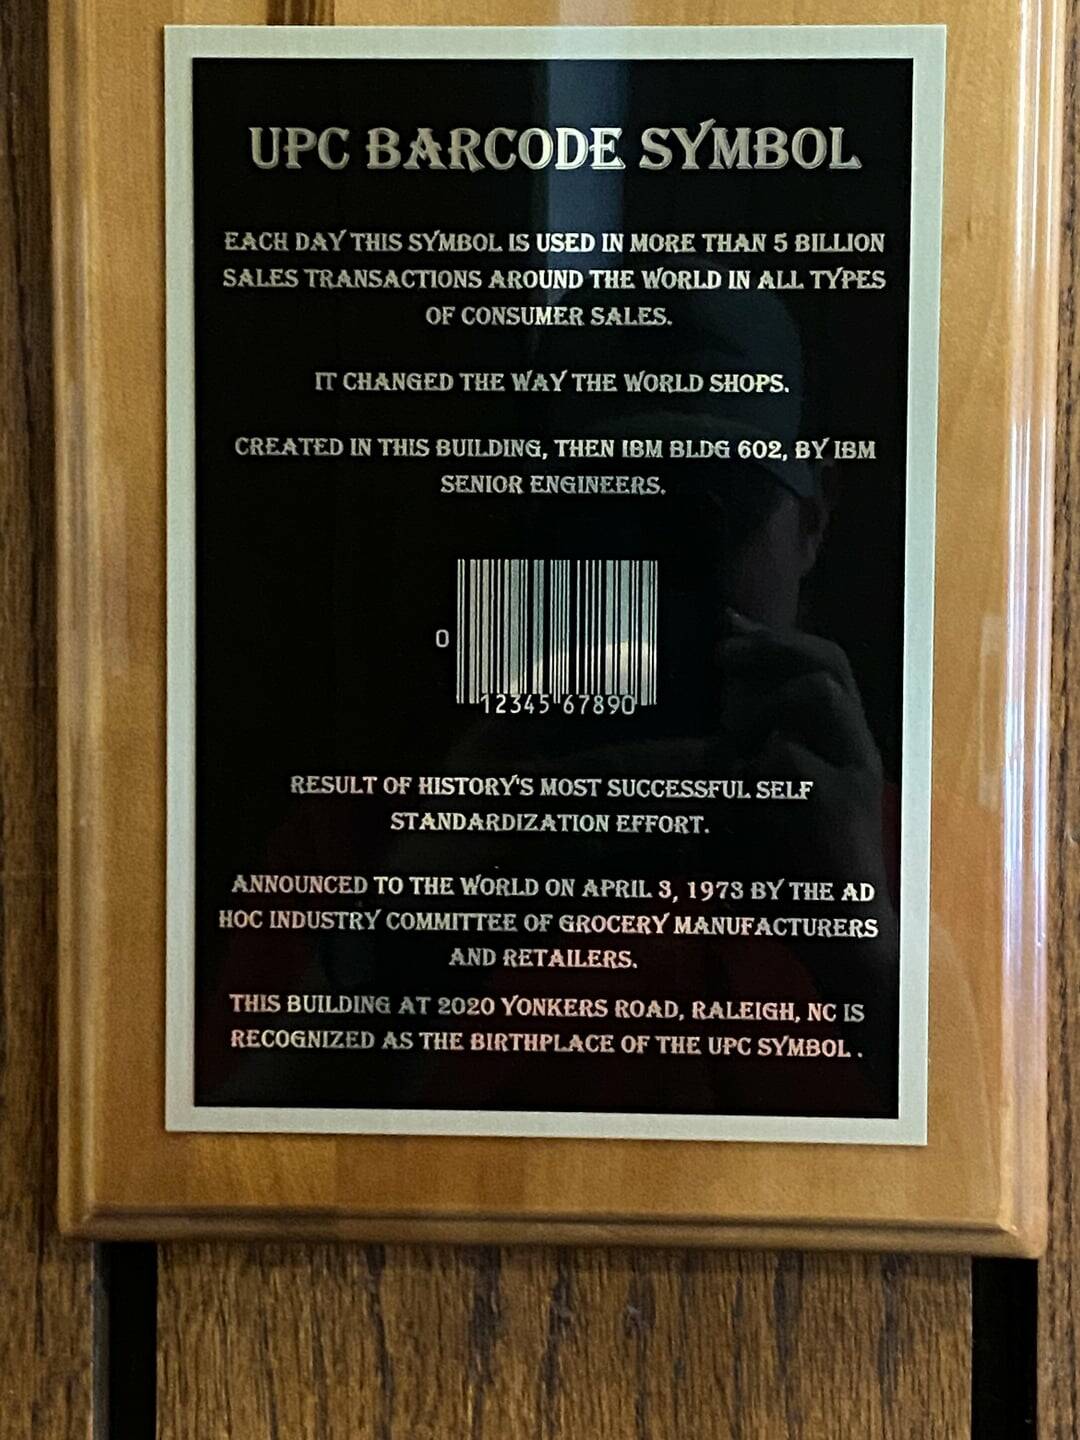 UPC BARCODE SYMBOL
EACH DAY THIS SYMBOL IS USED IN MORE THAN 5 BILLION
SALES TRANSACTIONS AROUND THE WORLD IN ALL TYPES
OF CONSUMER SALES.
IT CHANGED THE WAY THE WORLD SHOPS.
CREATED IN THIS BUILDING, THEN IBM BLDG 602, BY IBM
SENIOR ENGINEERS.
0 12345 67890
RESULT OF HISTORY'S MOST SUCCESSFUL SELF
STANDARDIZATION EFFORT.
ANNOUNCED TO THE WORLD ON APRIL 3, 1973 BY THE AD
HOC INDUSTRY COMMITTEE OF GROCERY MANUFACTURERS
AND RETAILERS.
THIS BUILDING AT 2020 YONKERS ROAD, RALEIGH, NC IS
RECOGNIZED AS THE BIRTHPLACE OF THE UPC SYMBOL .